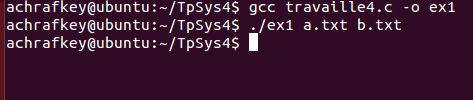 achrafkey@ubuntu:~/TpSys4$ gcc travaille4.c -o ex1
achrafkey@ubuntu:~/TpSys4$ ./ex1 a.txt b.txt
achrafkey@ubuntu:~/TpSys4$